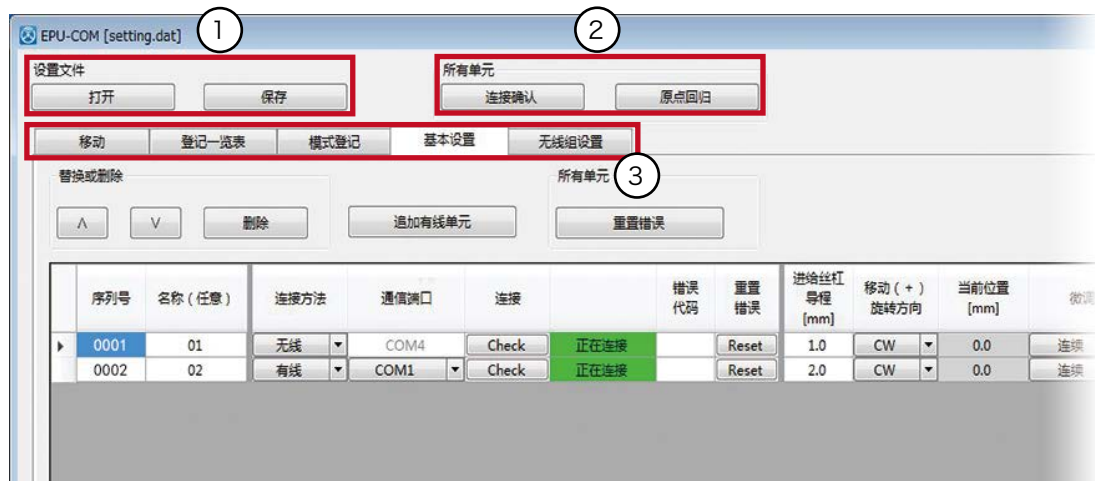 EPU-COM [setting.dat]
1
2
设置文件
所有单元
打开
保存
连接确认
原点回归
移动
登记一览表
模式登记
基本设置
无线组设置
3
替换或删除
所有单元
∧
∨
删除
追加有线单元
重置错误
序列号
名称（任意）
连接方法
通信端口
连接
错误
代码
重置
错误
进给丝杠
导程
[mm]
移动（+）
旋转方向
当前位置
[mm]
微调
0001 01 无线 COM4 Check 正在连接 Reset 1.0 CW 0.0 连续
0002 02 有线 COM1 Check 正在连接 Reset 2.0 CW 0.0 连续